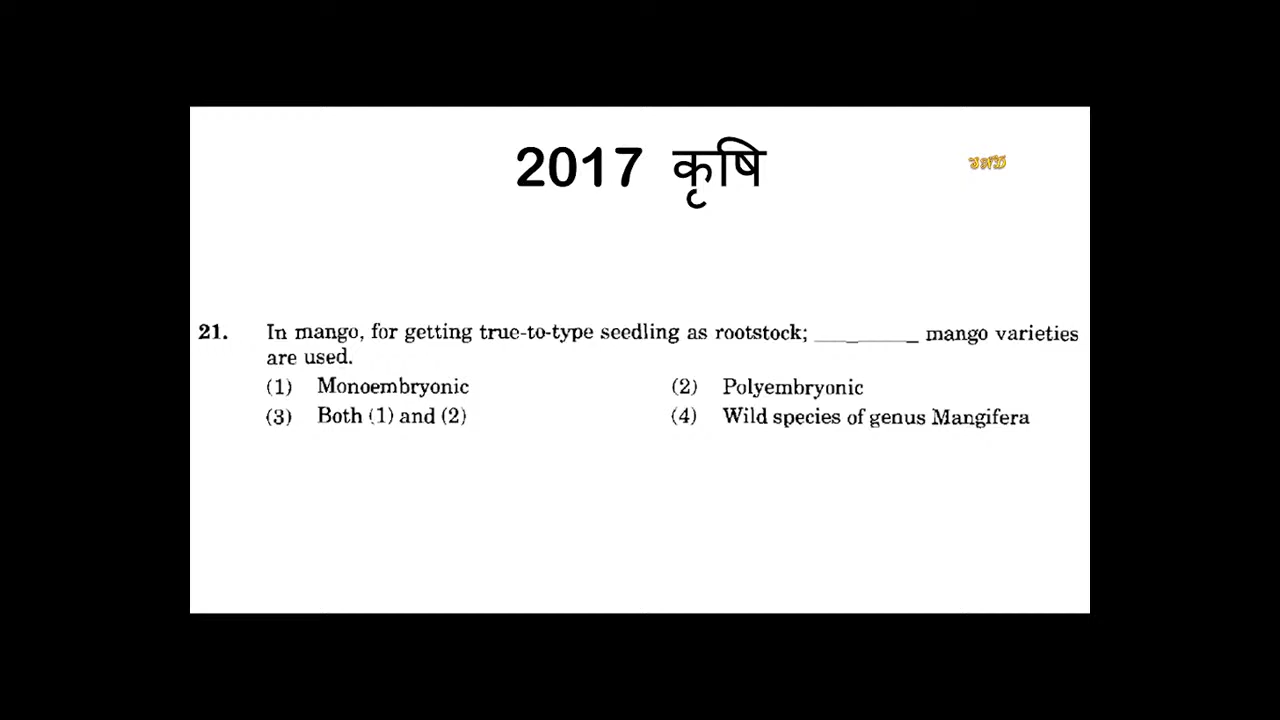 2017 कृषि
21. In mango, for getting true-to-type seedling as rootstock; ________ mango varieties
are used.
(1) Monoembryonic (2) Polyembryonic
(3) Both (1) and (2) (4) Wild species of genus Mangifera